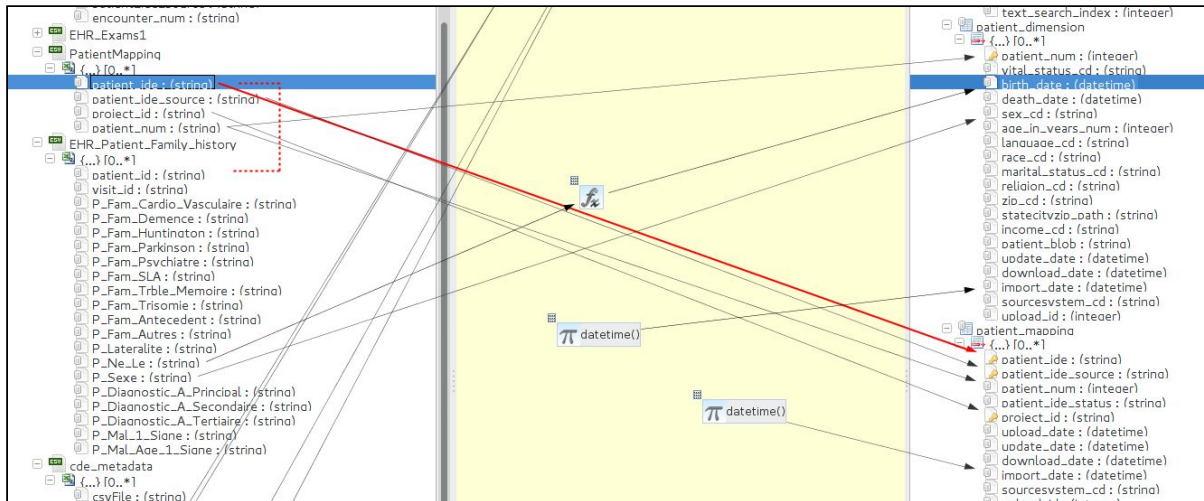 encounter_num : (string)
EHR_Exams1
PatientMapping
{...} [0..*]
patient_ide : (string)
patient_ide_source : (string)
project_id : (string)
patient_num : (string)
EHR_Patient_Family_history
{...} [0..*]
patient_id : (string)
visit_id : (string)
P_Fam_Cardio_Vasculaire : (string)
P_Fam_Demence : (string)
P_Fam_Huntington : (string)
P_Fam_Parkinson : (string)
P_Fam_Psychiatre : (string)
P_Fam_SLA : (string)
P_Fam_Trble_Memoire : (string)
P_Fam_Trisomie : (string)
P_Fam_Antecedent : (string)
P_Fam_Autres : (string)
P_Lateralite : (string)
P_Ne_Le : (string)
P_Sexe : (string)
P_Diagnostic_A_Principal : (string)
P_Diagnostic_A_Secondaire : (string)
P_Diagnostic_A_Tertiaire : (string)
P_Mal_1_Signe : (string)
P_Mal_Age_1_Signe : (string)
cde_metadata
{...} [0..*]
csvFile : (string)
fx
π datetime()
π datetime()
text_search_index : (integer)
patient_dimension
{...} [0..*]
patient_num : (integer)
vital_status_cd : (string)
birth_date : (datetime)
death_date : (datetime)
sex_cd : (string)
age_in_years_num : (integer)
language_cd : (string)
race_cd : (string)
marital_status_cd : (string)
religion_cd : (string)
zip_cd : (string)
statecityzip_path : (string)
income_cd : (string)
patient_blob : (string)
update_date : (datetime)
download_date : (datetime)
import_date : (datetime)
sourcesystem_cd : (string)
upload_id : (integer)
patient_mapping
{...} [0..*]
patient_ide : (string)
patient_ide_source : (string)
patient_num : (integer)
patient_ide_status : (string)
project_id : (string)
upload_date : (datetime)
update_date : (datetime)
download_date : (datetime)
import_date : (datetime)
sourcesystem_cd : (string)